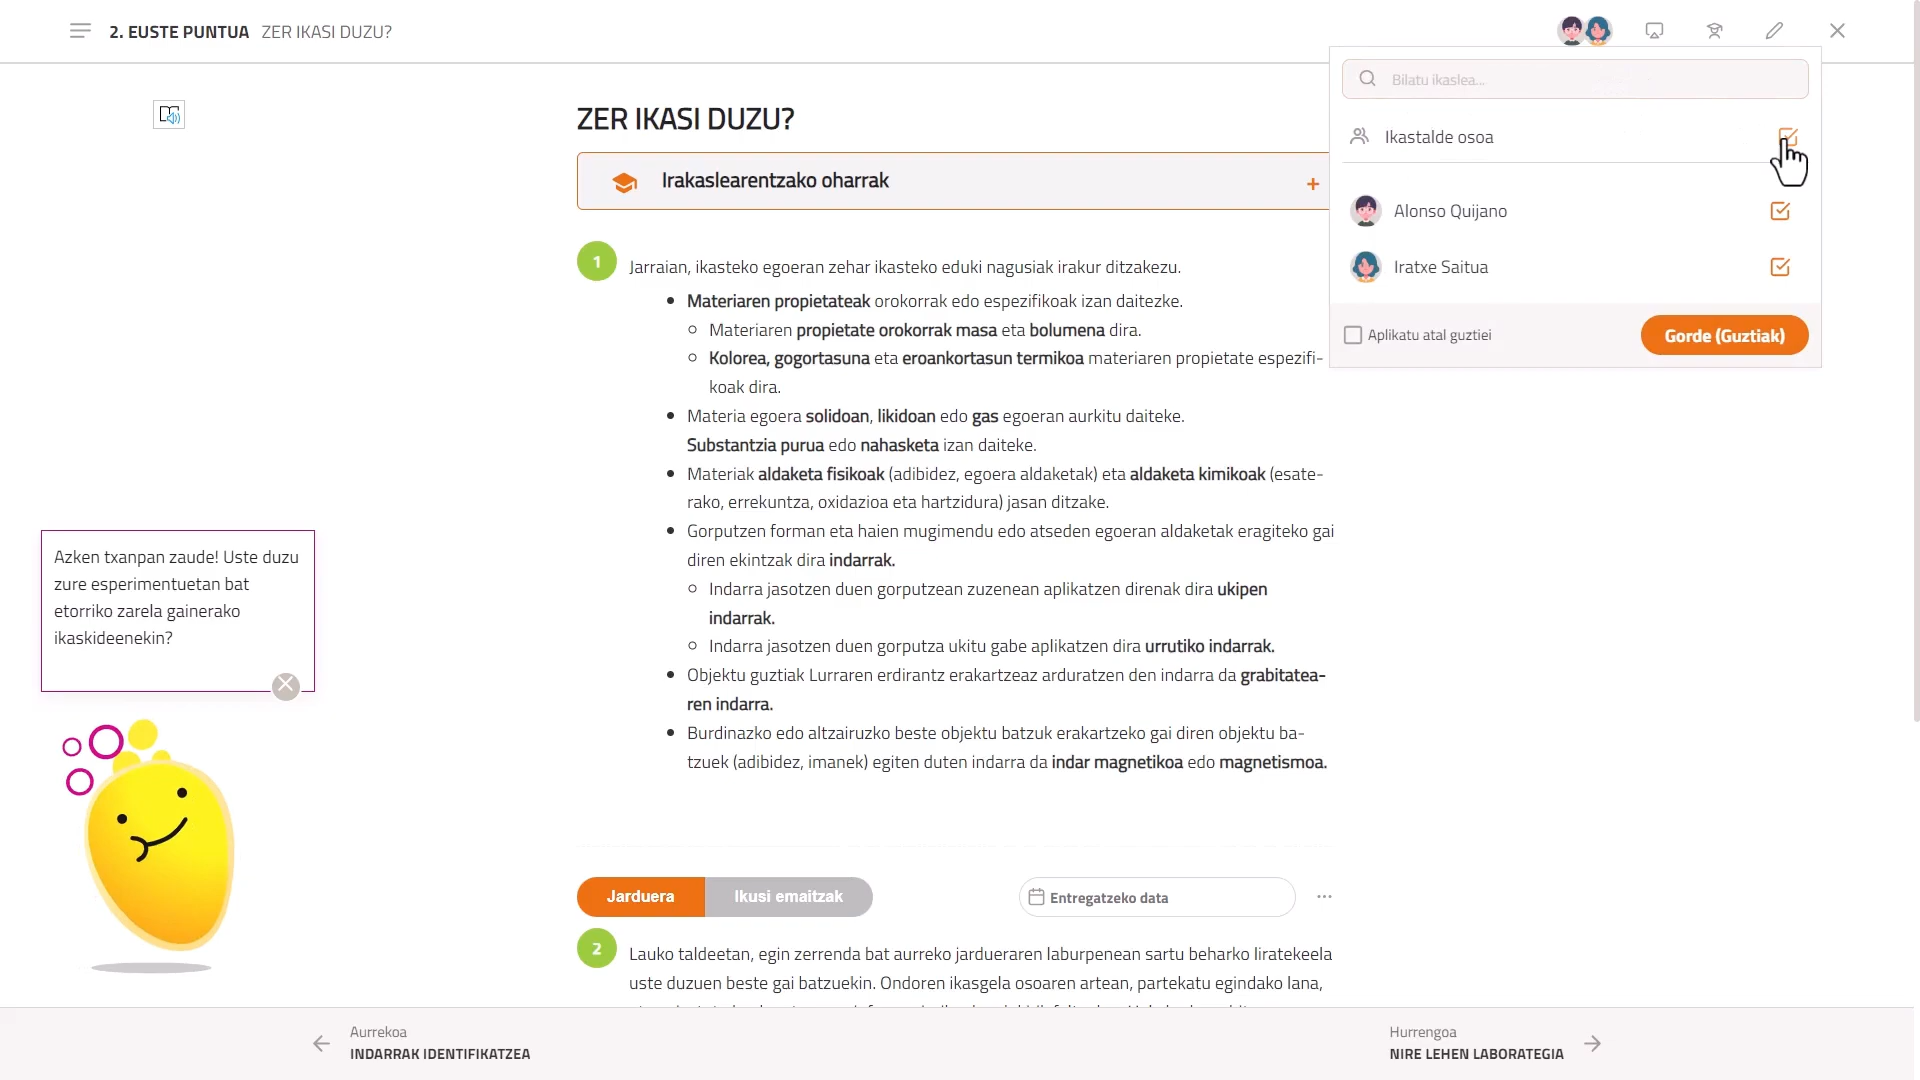 2. EUSTE PUNTUA ZER IKASI DUZU?
Bilatu ikaslea...
Ikastalde osoa
Alonso Quijano
Iratxe Saitua
Aplikatu atal guztiei
Gorde (Guztiak)
ZER IKASI DUZU?
Irakaslearentzako oharrak
+
1
Jarraian, ikasteko egoeran zehar ikasteko eduki nagusiak irakur ditzakezu.
Materiaren propietateak orokorrak edo espezifikoak izan daitezke.
Materiaren propietate orokorrak masa eta bolumena dira.
Kolorea, gogortasuna eta eroankortasun termikoa materiaren propietate espezifi-
koak dira.
Materia egoera solidoan, likidoan edo gas egoeran aurkitu daiteke.
Substantzia purua edo nahasketa izan daiteke.
Materiak aldaketa fisikoak (adibidez, egoera aldaketak) eta aldaketa kimikoak (esate-
rako, errekuntza, oxidazioa eta hartzidura) jasan ditzake.
Gorputzen forman eta haien mugimendu edo atseden egoeran aldaketak eragiteko gai
diren ekintzak dira indarrak.
Indarra jasotzen duen gorputzean zuzenean aplikatzen direnak dira ukipen
indarrak.
Indarra jasotzen duen gorputza ukitu gabe aplikatzen dira urrutiko indarrak.
Objektu guztiak Lurraren erdirantz erakartzeaz arduratzen den indarra da grabitatea-
ren indarra.
Burdinazko edo altzairuzko beste objektu batzuk erakartzeko gai diren objektu ba-
tzuek (adibidez, imanek) egiten duten indarra da indar magnetikoa edo magnetismoa.
Azken txanpan zaude! Uste duzu
zure esperimentuetan bat
etorriko zarela gainerako
ikaskideenekin?
Jarduera
Ikusi emaitzak
Entregatzeko data
2
Lauko taldeetan, egin zerrenda bat aurreko jardueraren laburpenean sartu beharko liratekeela
uste duzuen beste gai batzuekin. Ondoren ikasgela osoaren artean, partekatu egindako lana,
Aurrekoa
INDARRAK IDENTIFIKATZEA
Hurrengoa
NIRE LEHEN LABORATEGIA